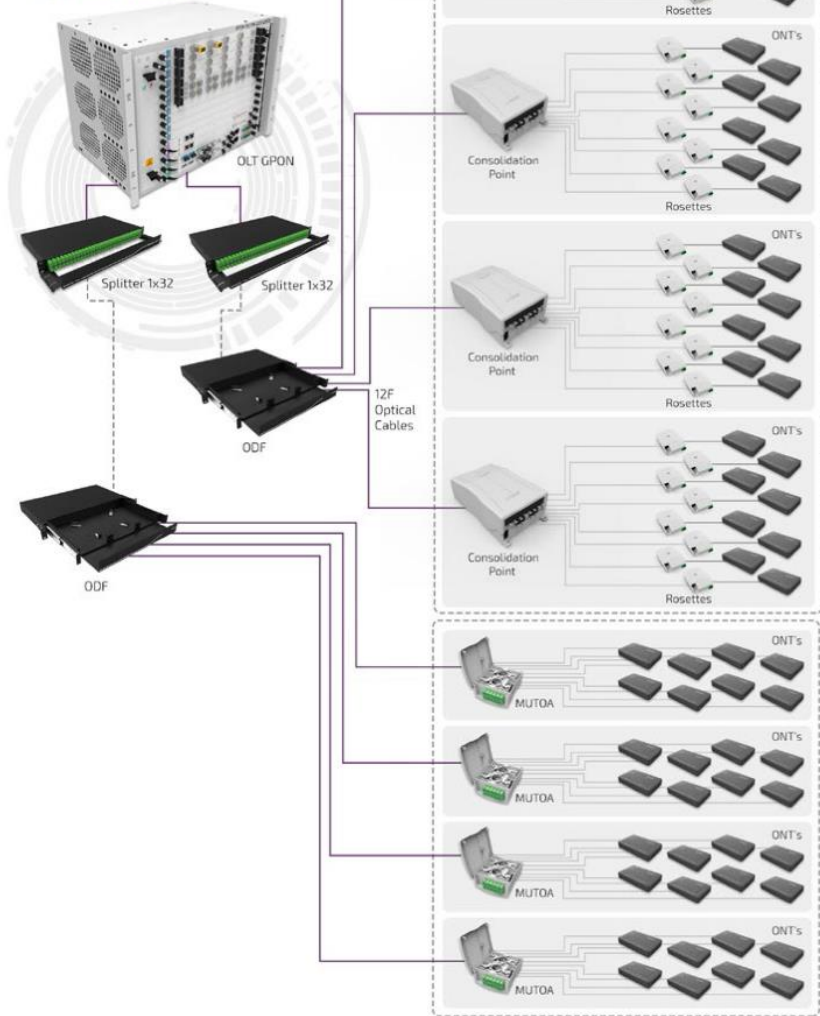 Rosettes
ONT's
OLT GPON
Consolidation
Point
Rosettes
ONT's
Splitter 1x32
Splitter 1x32
Consolidation
Point
12F
Optical
Cables
Rosettes
ODF
ONT's
Consolidation
Point
ODF
Rosettes
ONT's
MUTOA
ONT's
MUTOA
ONT's
MUTOA
ONT's
MUTOA